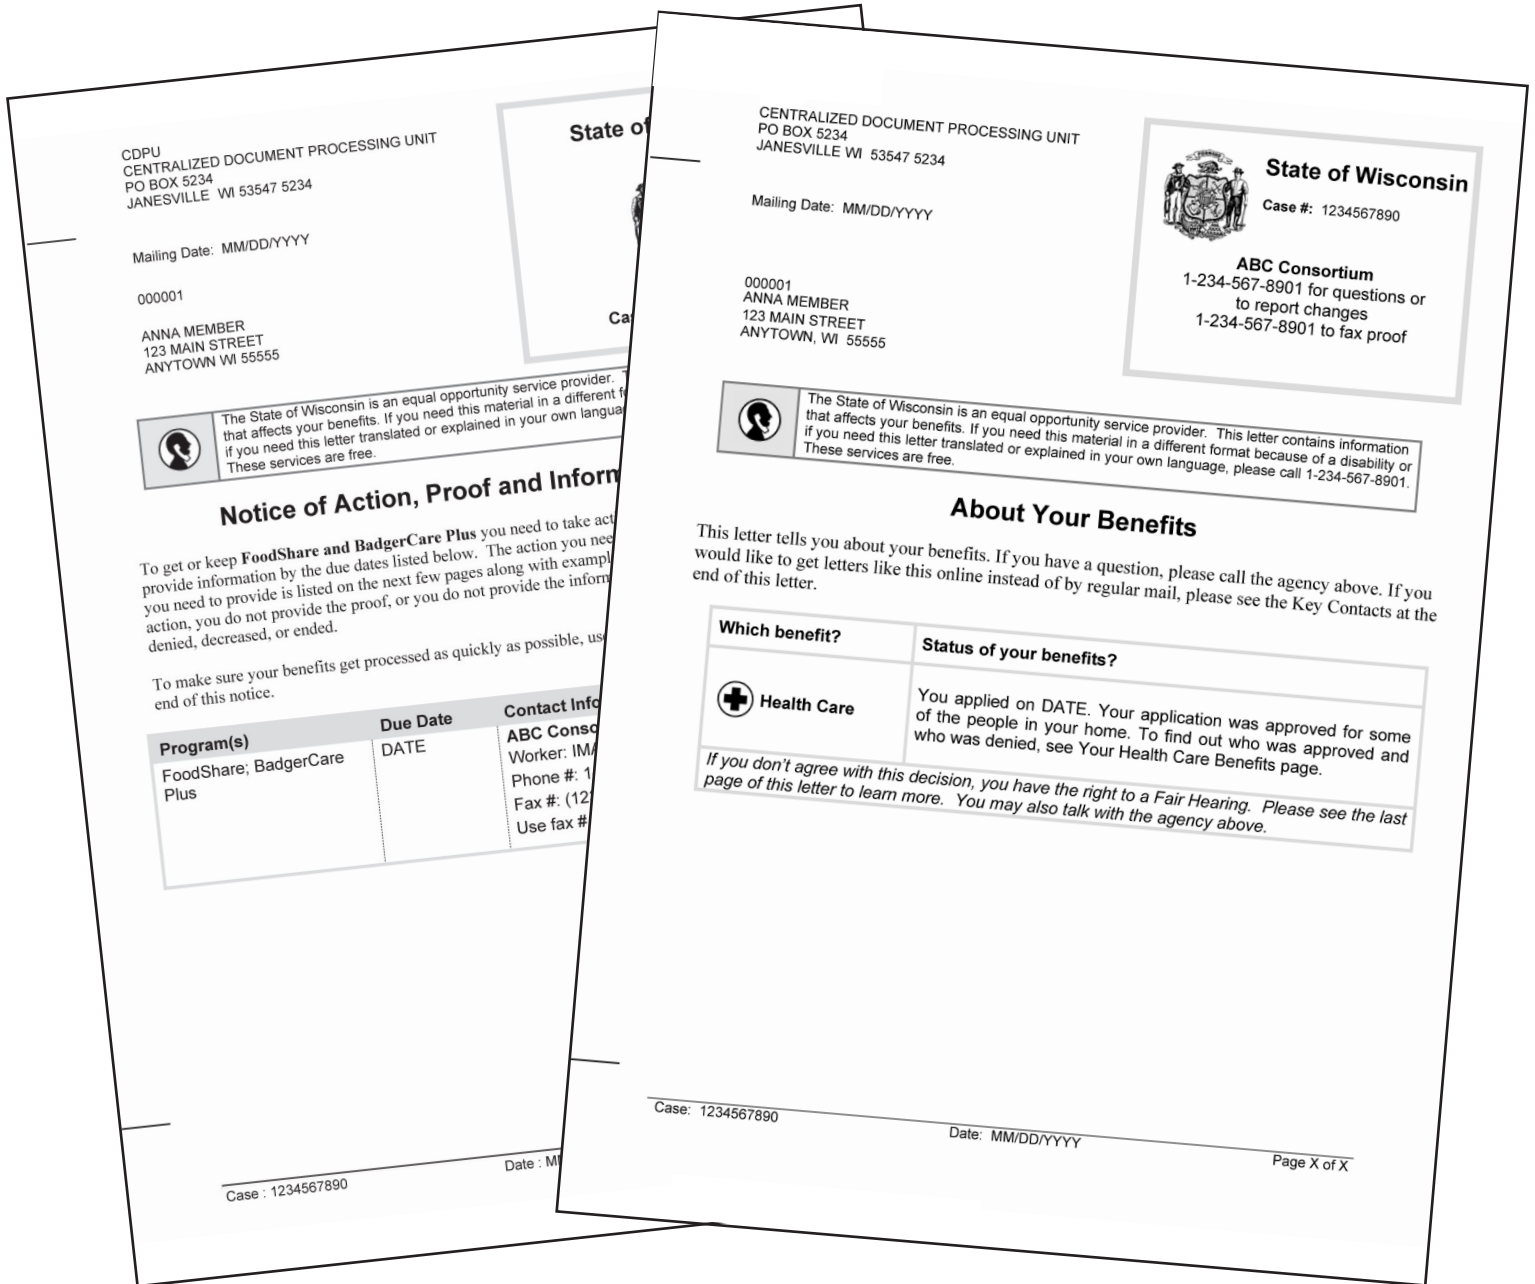 CDPU
CENTRALIZED DOCUMENT PROCESSING UNIT
PO BOX 5234
JANESVILLE WI 53547 5234
Mailing Date: MM/DD/YYYY
000001
ANNA MEMBER
123 MAIN STREET
ANYTOWN WI 55555
State of
The State of Wisconsin is an equal opportunity service provider.
that affects your benefits. If you need this material in a different
if you need this letter translated or explained in your own
These services are free.
Notice of Action, Proof and
To get or keep FoodShare and BadgerCare Plus you need to take
provide information by the due dates listed below. The action you
you need to provide is listed on the next few pages along with
action, you do not provide the proof, or you do not provide the
denied, decreased, or ended.
To make sure your benefits get processed as quickly as possible,
end of this notice.
Program(s)
Due Date
Contact
FoodShare; BadgerCare
Plus
DATE
ABC
Worker:
Phone #: 1
Fax #: (12
Use fax #
Case : 1234567890
Date :
CENTRALIZED DOCUMENT PROCESSING UNIT
PO BOX 5234
JANESVILLE WI 53547 5234
Mailing Date: MM/DD/YYYY
000001
ANNA MEMBER
123 MAIN STREET
ANYTOWN, WI 55555
State of Wisconsin
Case #: 1234567890
ABC Consortium
1-234-567-8901 for questions or
to report changes
1-234-567-8901 to fax proof
The State of Wisconsin is an equal opportunity service provider. This letter contains information
that affects your benefits. If you need this material in a different format because of a disability or
if you need this letter translated or explained in your own language, please call 1-234-567-8901.
These services are free.
About Your Benefits
This letter tells you about your benefits. If you have a question, please call the agency above. If you
would like to get letters like this online instead of by regular mail, please see the Key Contacts at the
end of this letter.
Which benefit?
Status of your benefits?
Health Care
You applied on DATE. Your application was approved for some
of the people in your home. To find out who was approved and
who was denied, see Your Health Care Benefits page.
If you don't agree with this decision, you have the right to a Fair Hearing. Please see the last
page of this letter to learn more. You may also talk with the agency above.
Case: 1234567890
Date: MM/DD/YYYY
Page X of X